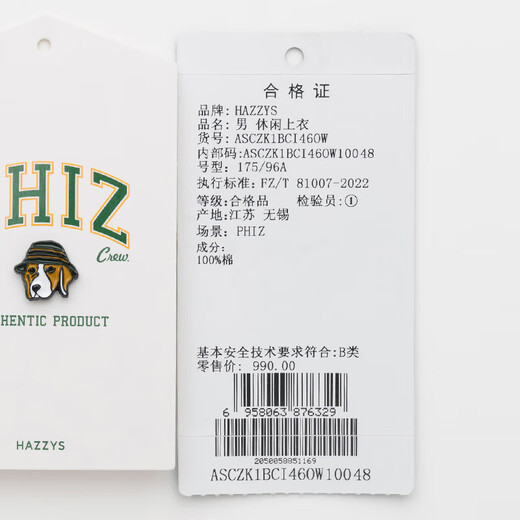 HIZ
Crew.
HENTIC PRODUCT
HAZZYS
合格证
品牌: HAZZYS
品名: 男 休闲上衣
货号: ASCZK1BCI46OW
内部码:ASCZK1BCI46OW10048
号型: 175/96A
执行标准: FZ/T 81007-2022
等级:合格品 检验员:①
产地:江苏 无锡
场景: PHIZ
成分:
100%棉
基本安全技术要求符合:B类
零售价: 990.00
6 958063 876329
2050058851169
ASCZK1BCI46OW10048